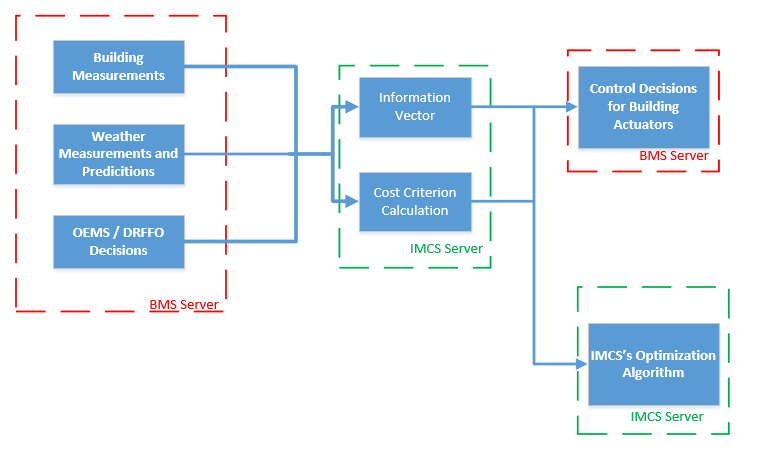 Building
Measurements
Weather
Measurements and
Predicitions
OEMS / DRFFO
Decisions
BMS Server
Information
Vector
Cost Criterion
Calculation
IMCS Server
Control Decisions
for Building
Actuators
BMS Server
IMCS's Optimization
Algorithm
IMCS Server